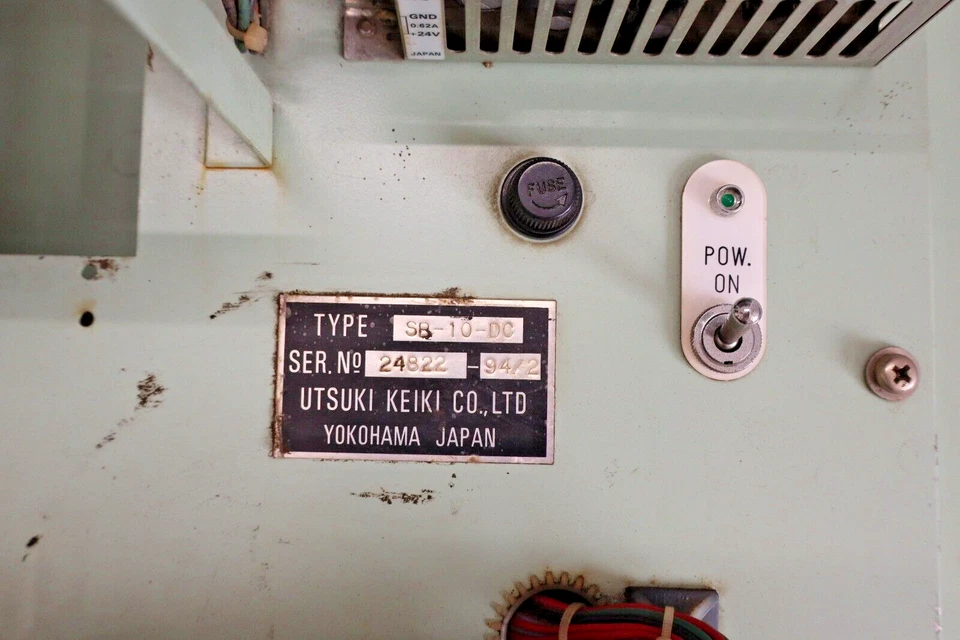 GND
0.62A
+24V
JAPAN
FUSE
POW.
ON
TYPE SB-10-DC
SER. No 24822 - 94/2
UTSUKI KEIKI CO.,LTD
YOKOHAMA JAPAN